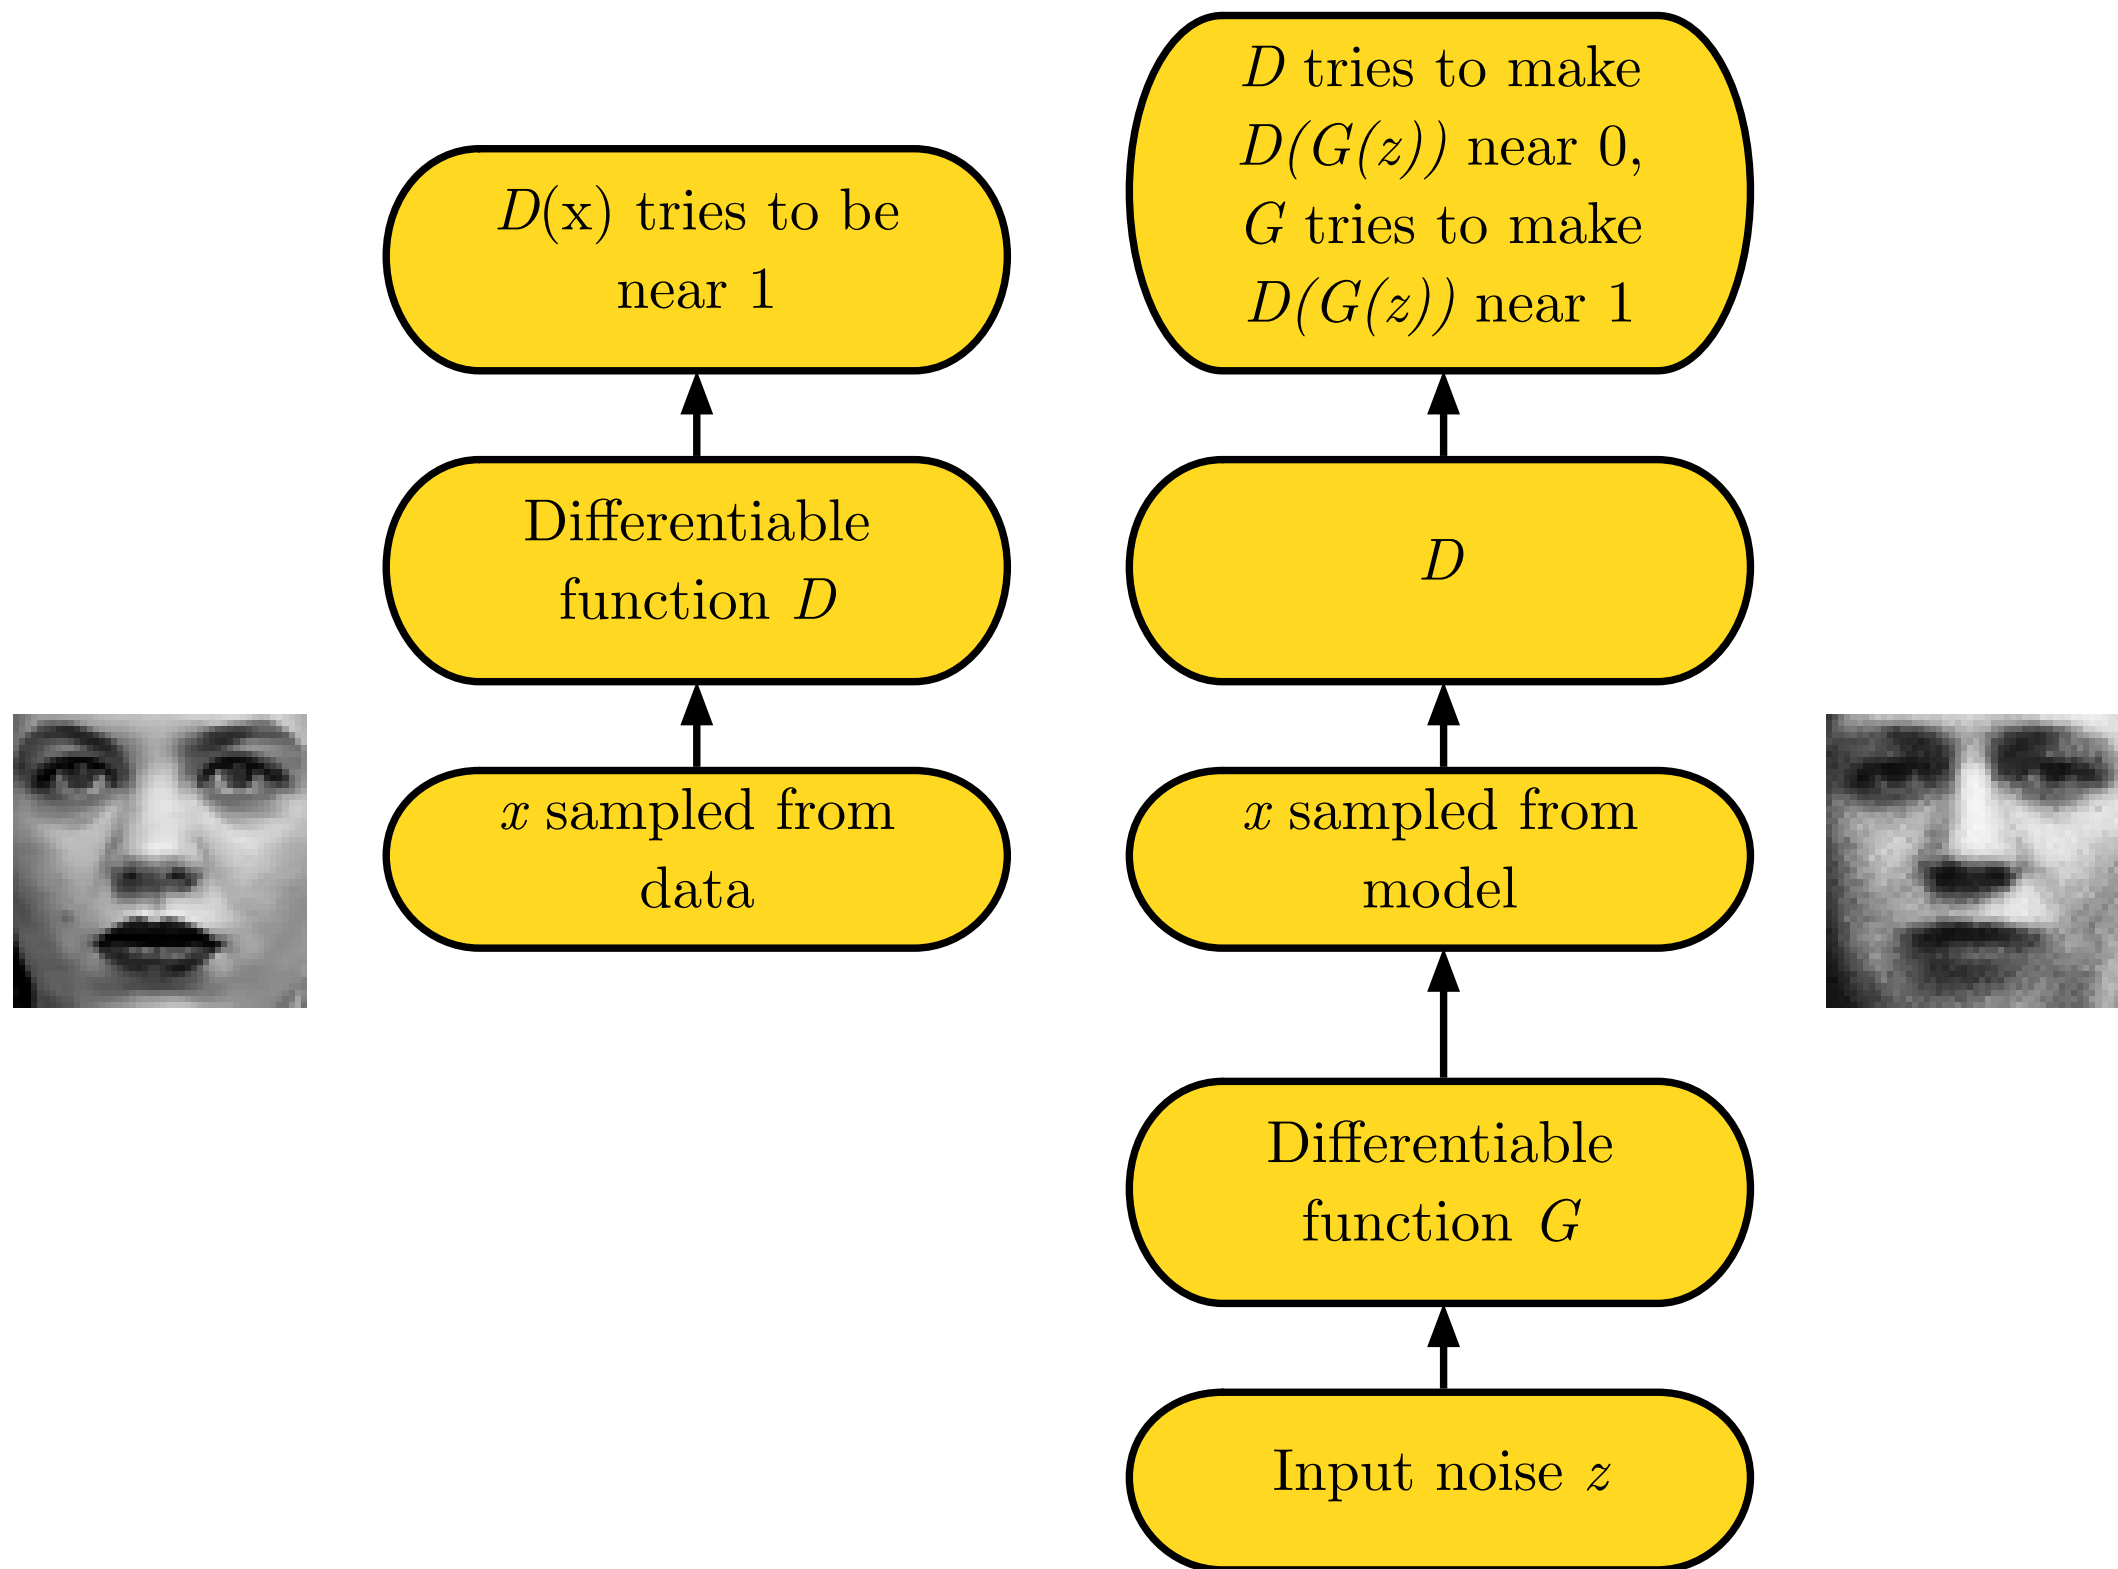 D(x) tries to be
near 1
Differentiable
function D
x sampled from
data
D tries to make
D(G(z)) near 0,
G tries to make
D(G(z)) near 1
D
x sampled from
model
Differentiable
function G
Input noise z